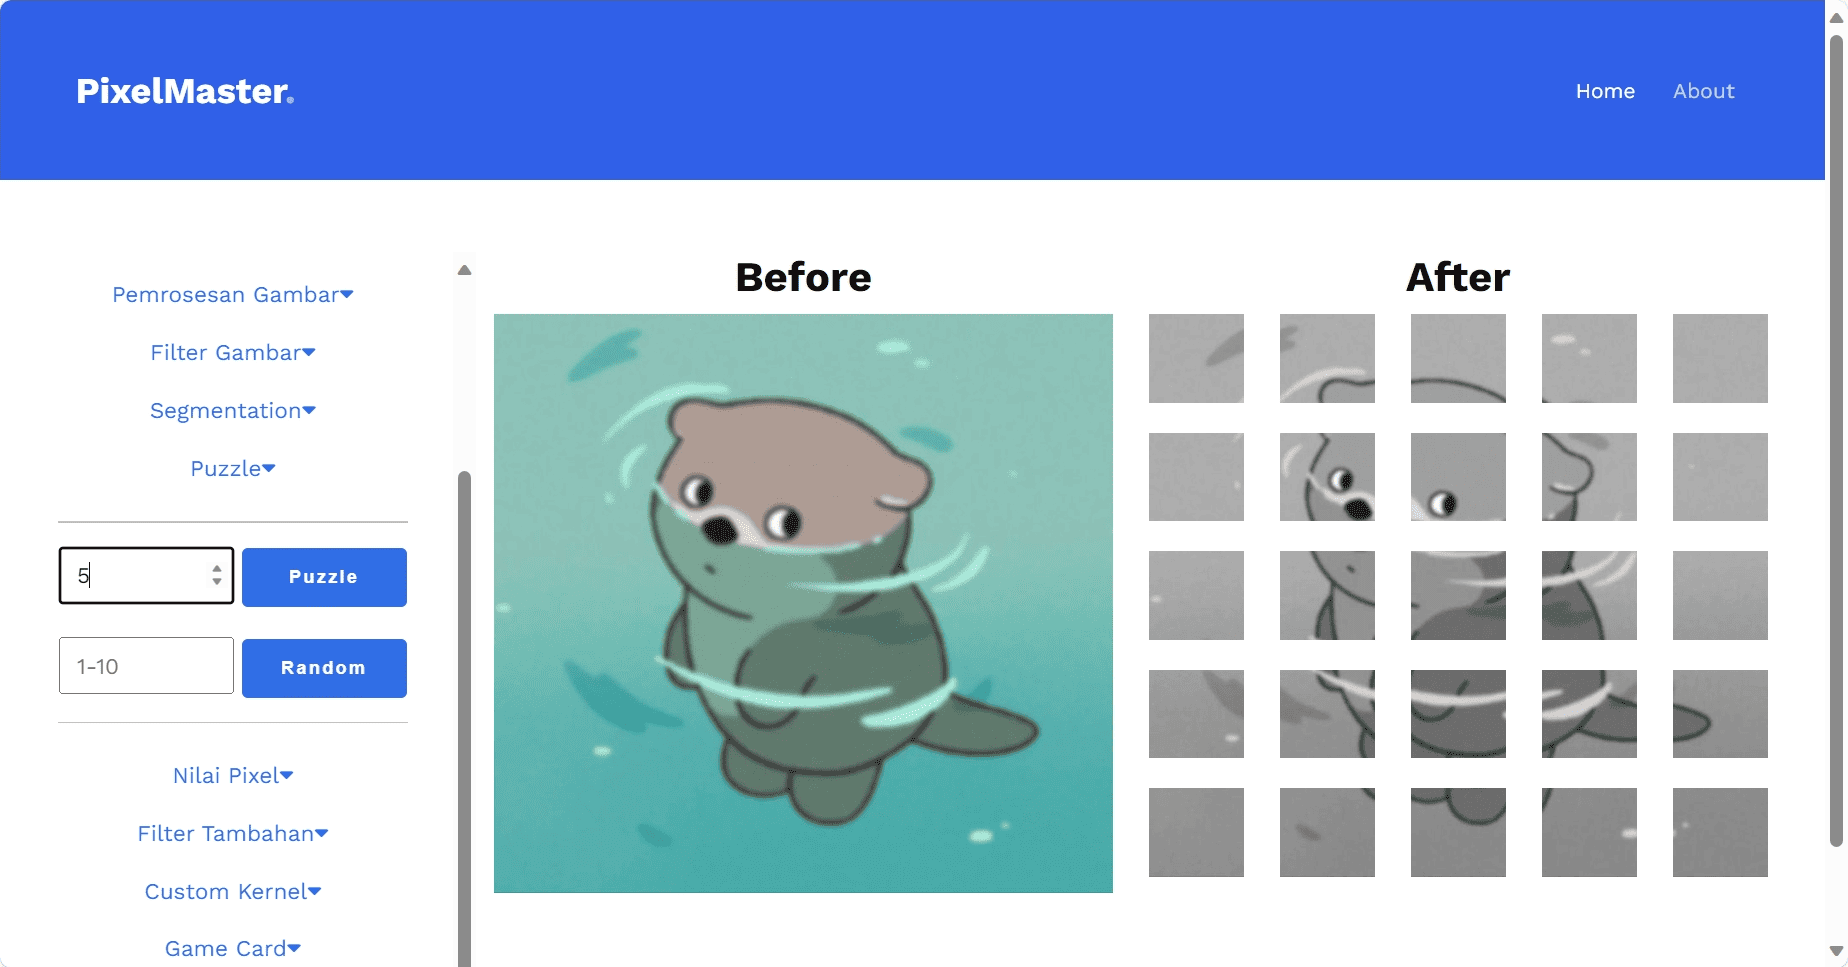 PixelMaster.
Home About
Pemrosesan Gambar
Filter Gambar
Segmentation
Puzzle
5
Puzzle
1-10
Random
Nilai Pixel
Filter Tambahan
Custom Kernel
Game Card
Before
After